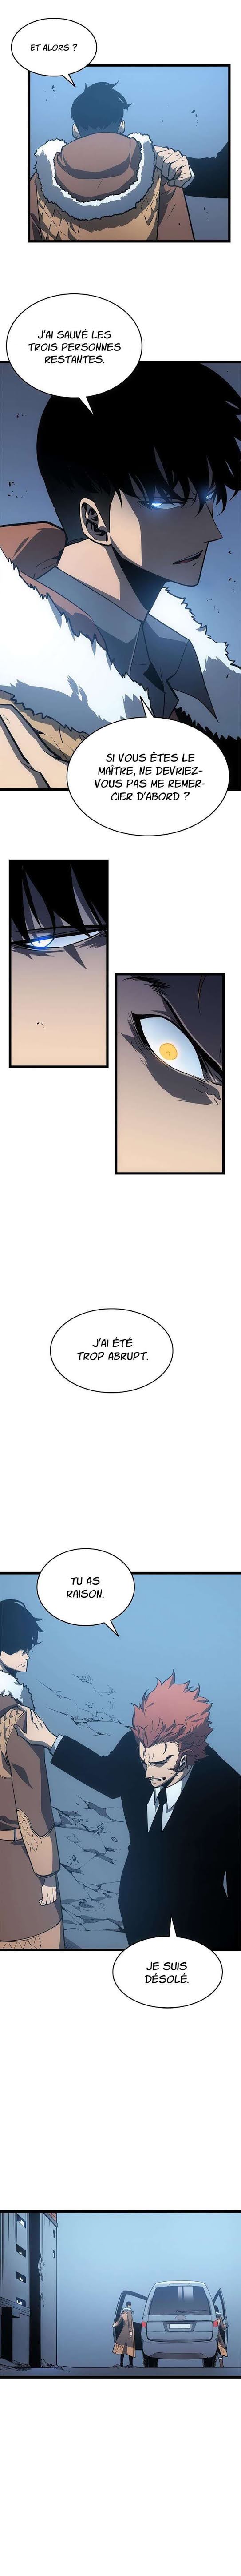 ET ALORS ?
J'AI SAUVÉ LES
TROIS PERSONNES
RESTANTES.
SI VOUS ÊTES LE
MAÎTRE, NE DEVRIEZ-
VOUS PAS ME REMER-
CIER D'ABORD ?
J'AI ÉTÉ
TROP ABRUPT.
TU AS
RAISON.
JE SUIS
DÉSOLÉ.